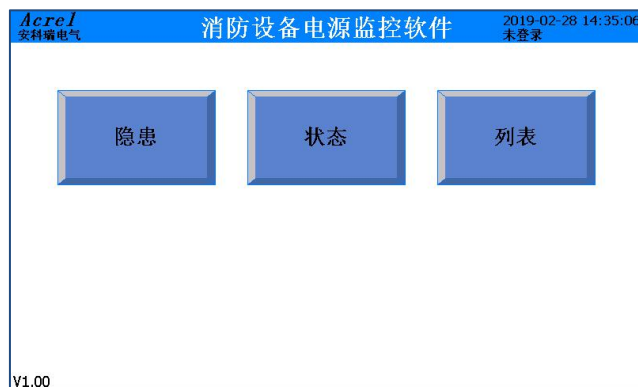 Acrel
安科瑞电气
消防设备电源监控软件
2019-02-28 14:35:06
未登录
隐患
状态
列表
V1.00